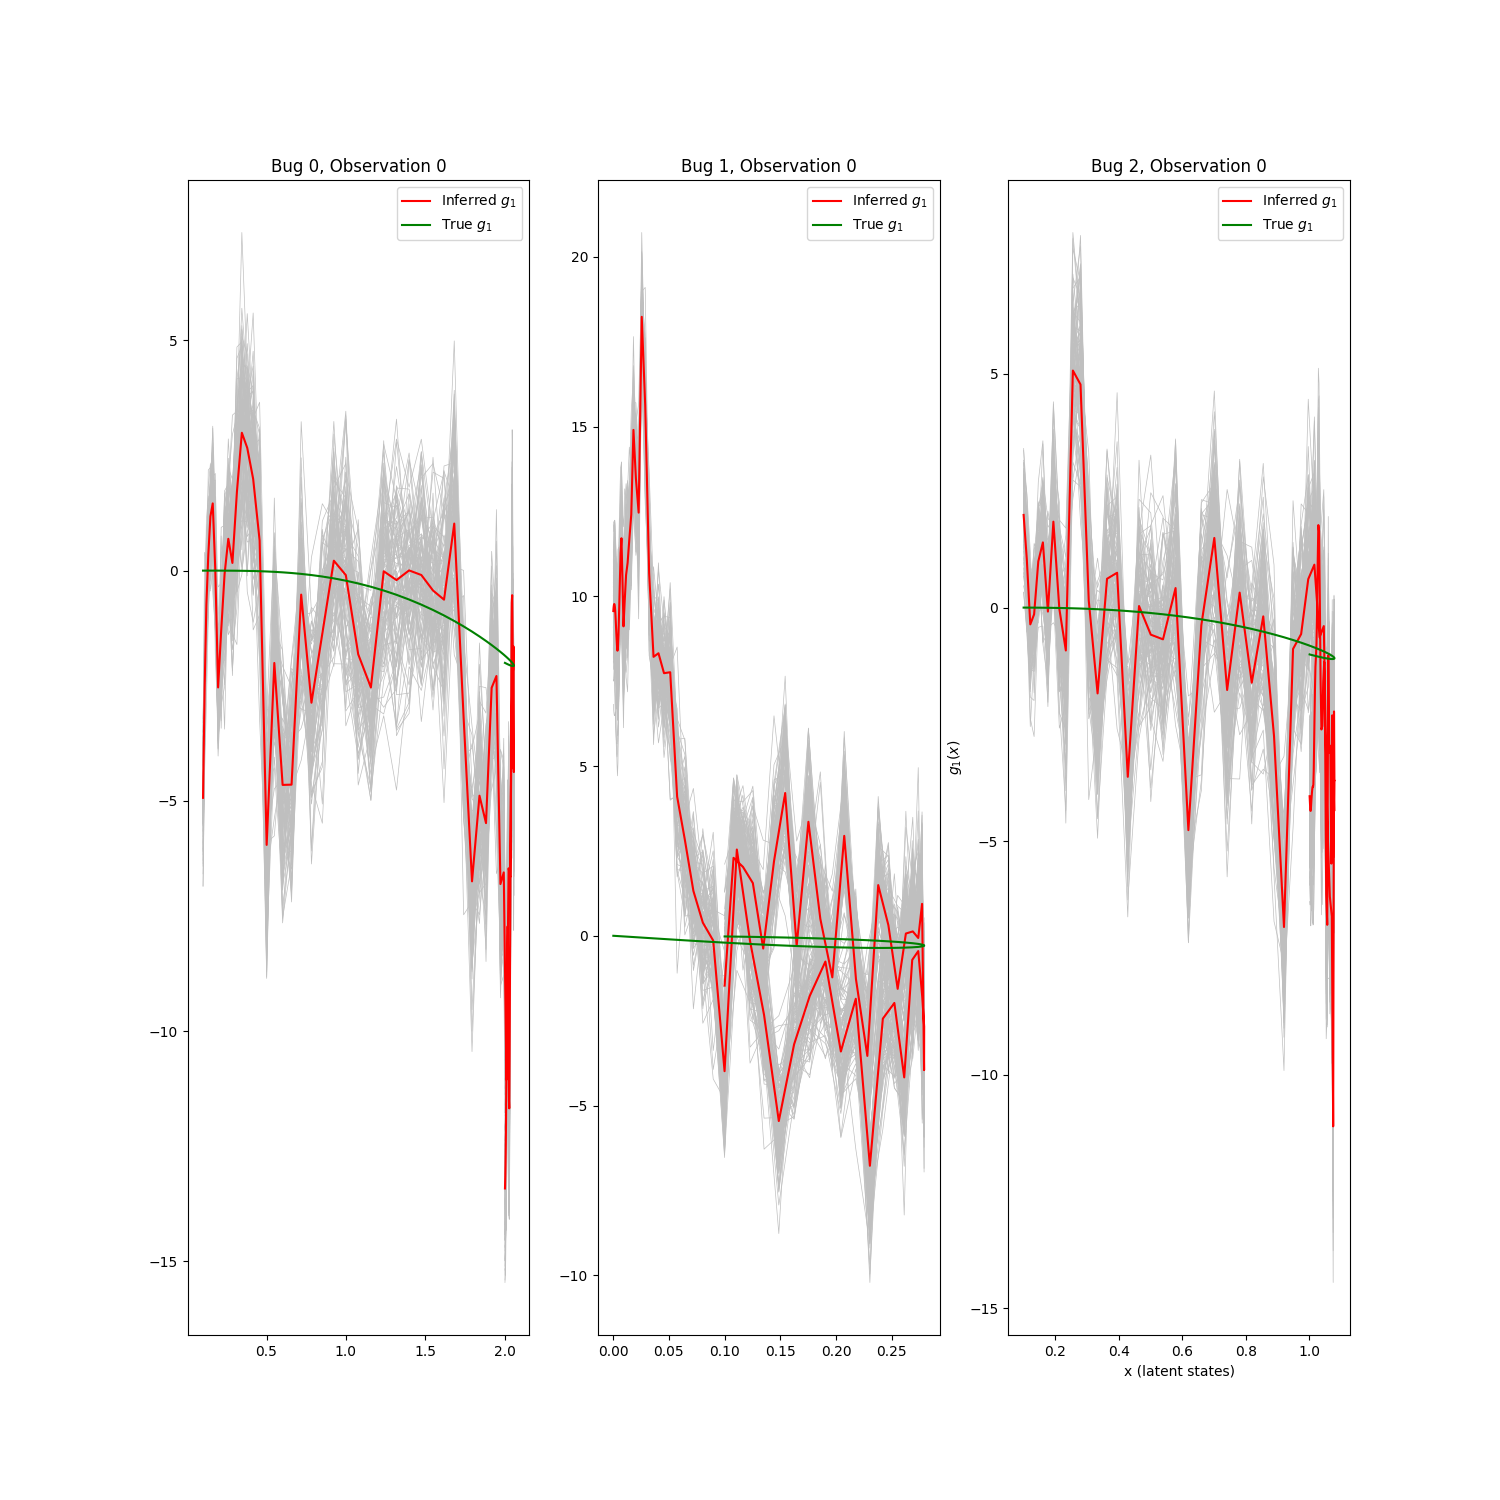 Bug 0, Observation 0
Inferred g₁
True g₁
5
0
−5
−10
−15
0.5 1.0 1.5 2.0
Bug 1, Observation 0
Inferred g₁
True g₁
20
15
10
5
0
−5
−10
0.00 0.05 0.10 0.15 0.20 0.25
Bug 2, Observation 0
Inferred g₁
True g₁
g₁(x)
5
0
−5
−10
−15
0.2 0.4 0.6 0.8 1.0
x (latent states)